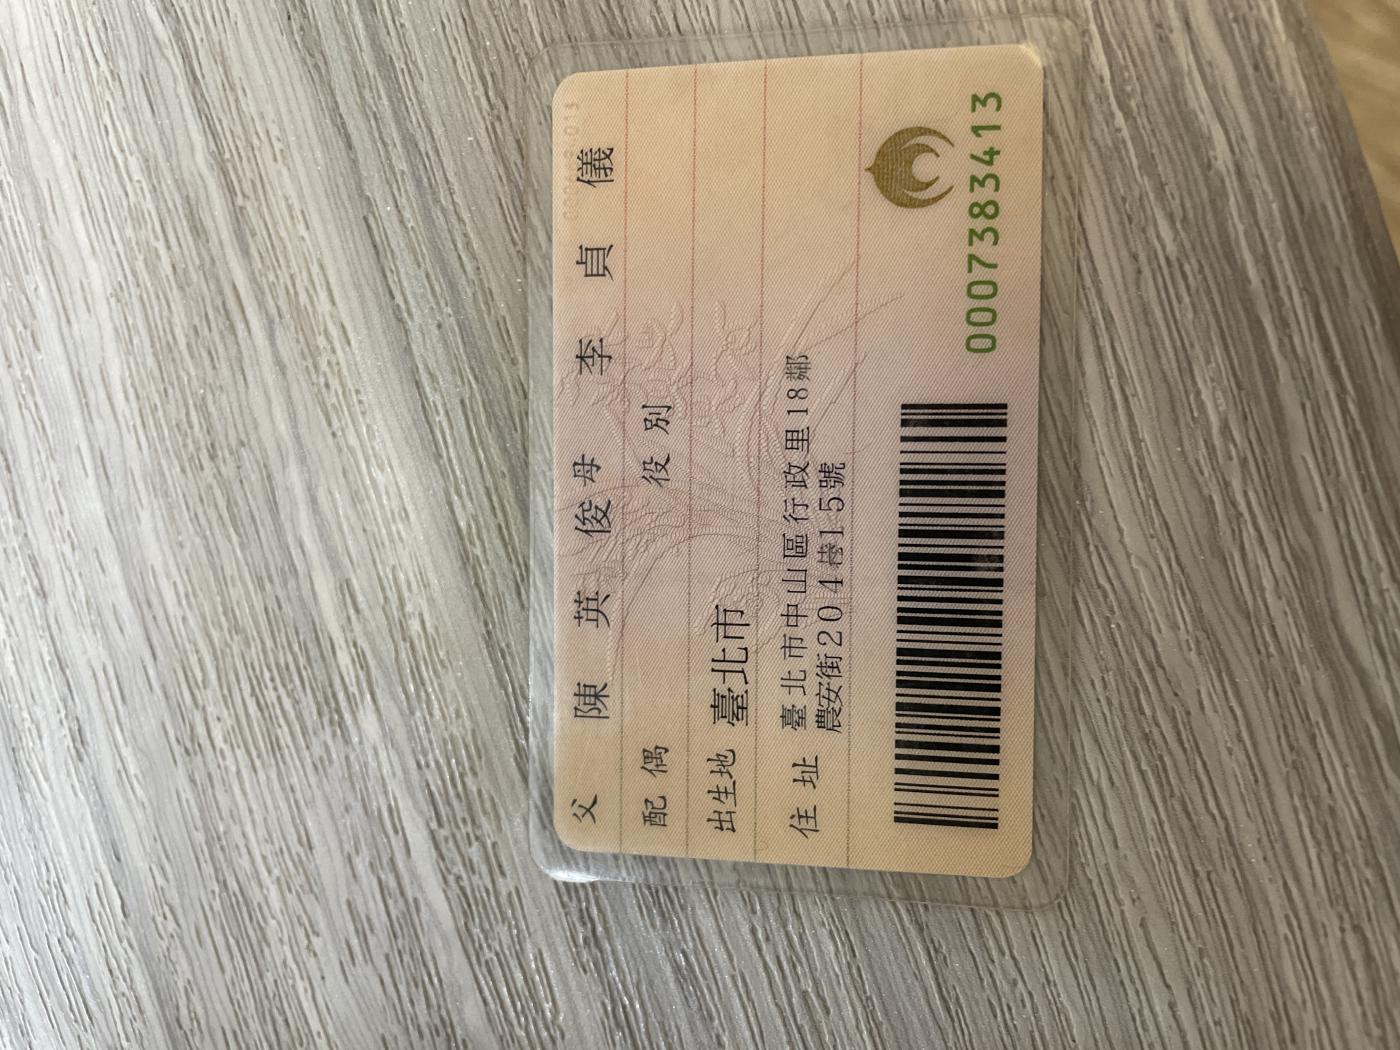 父 陳英俊 母 李貞儀
配偶 役別
出生地 臺北市
住址 臺北市中山區行政里18鄰
農安街204巷15號
0007383413